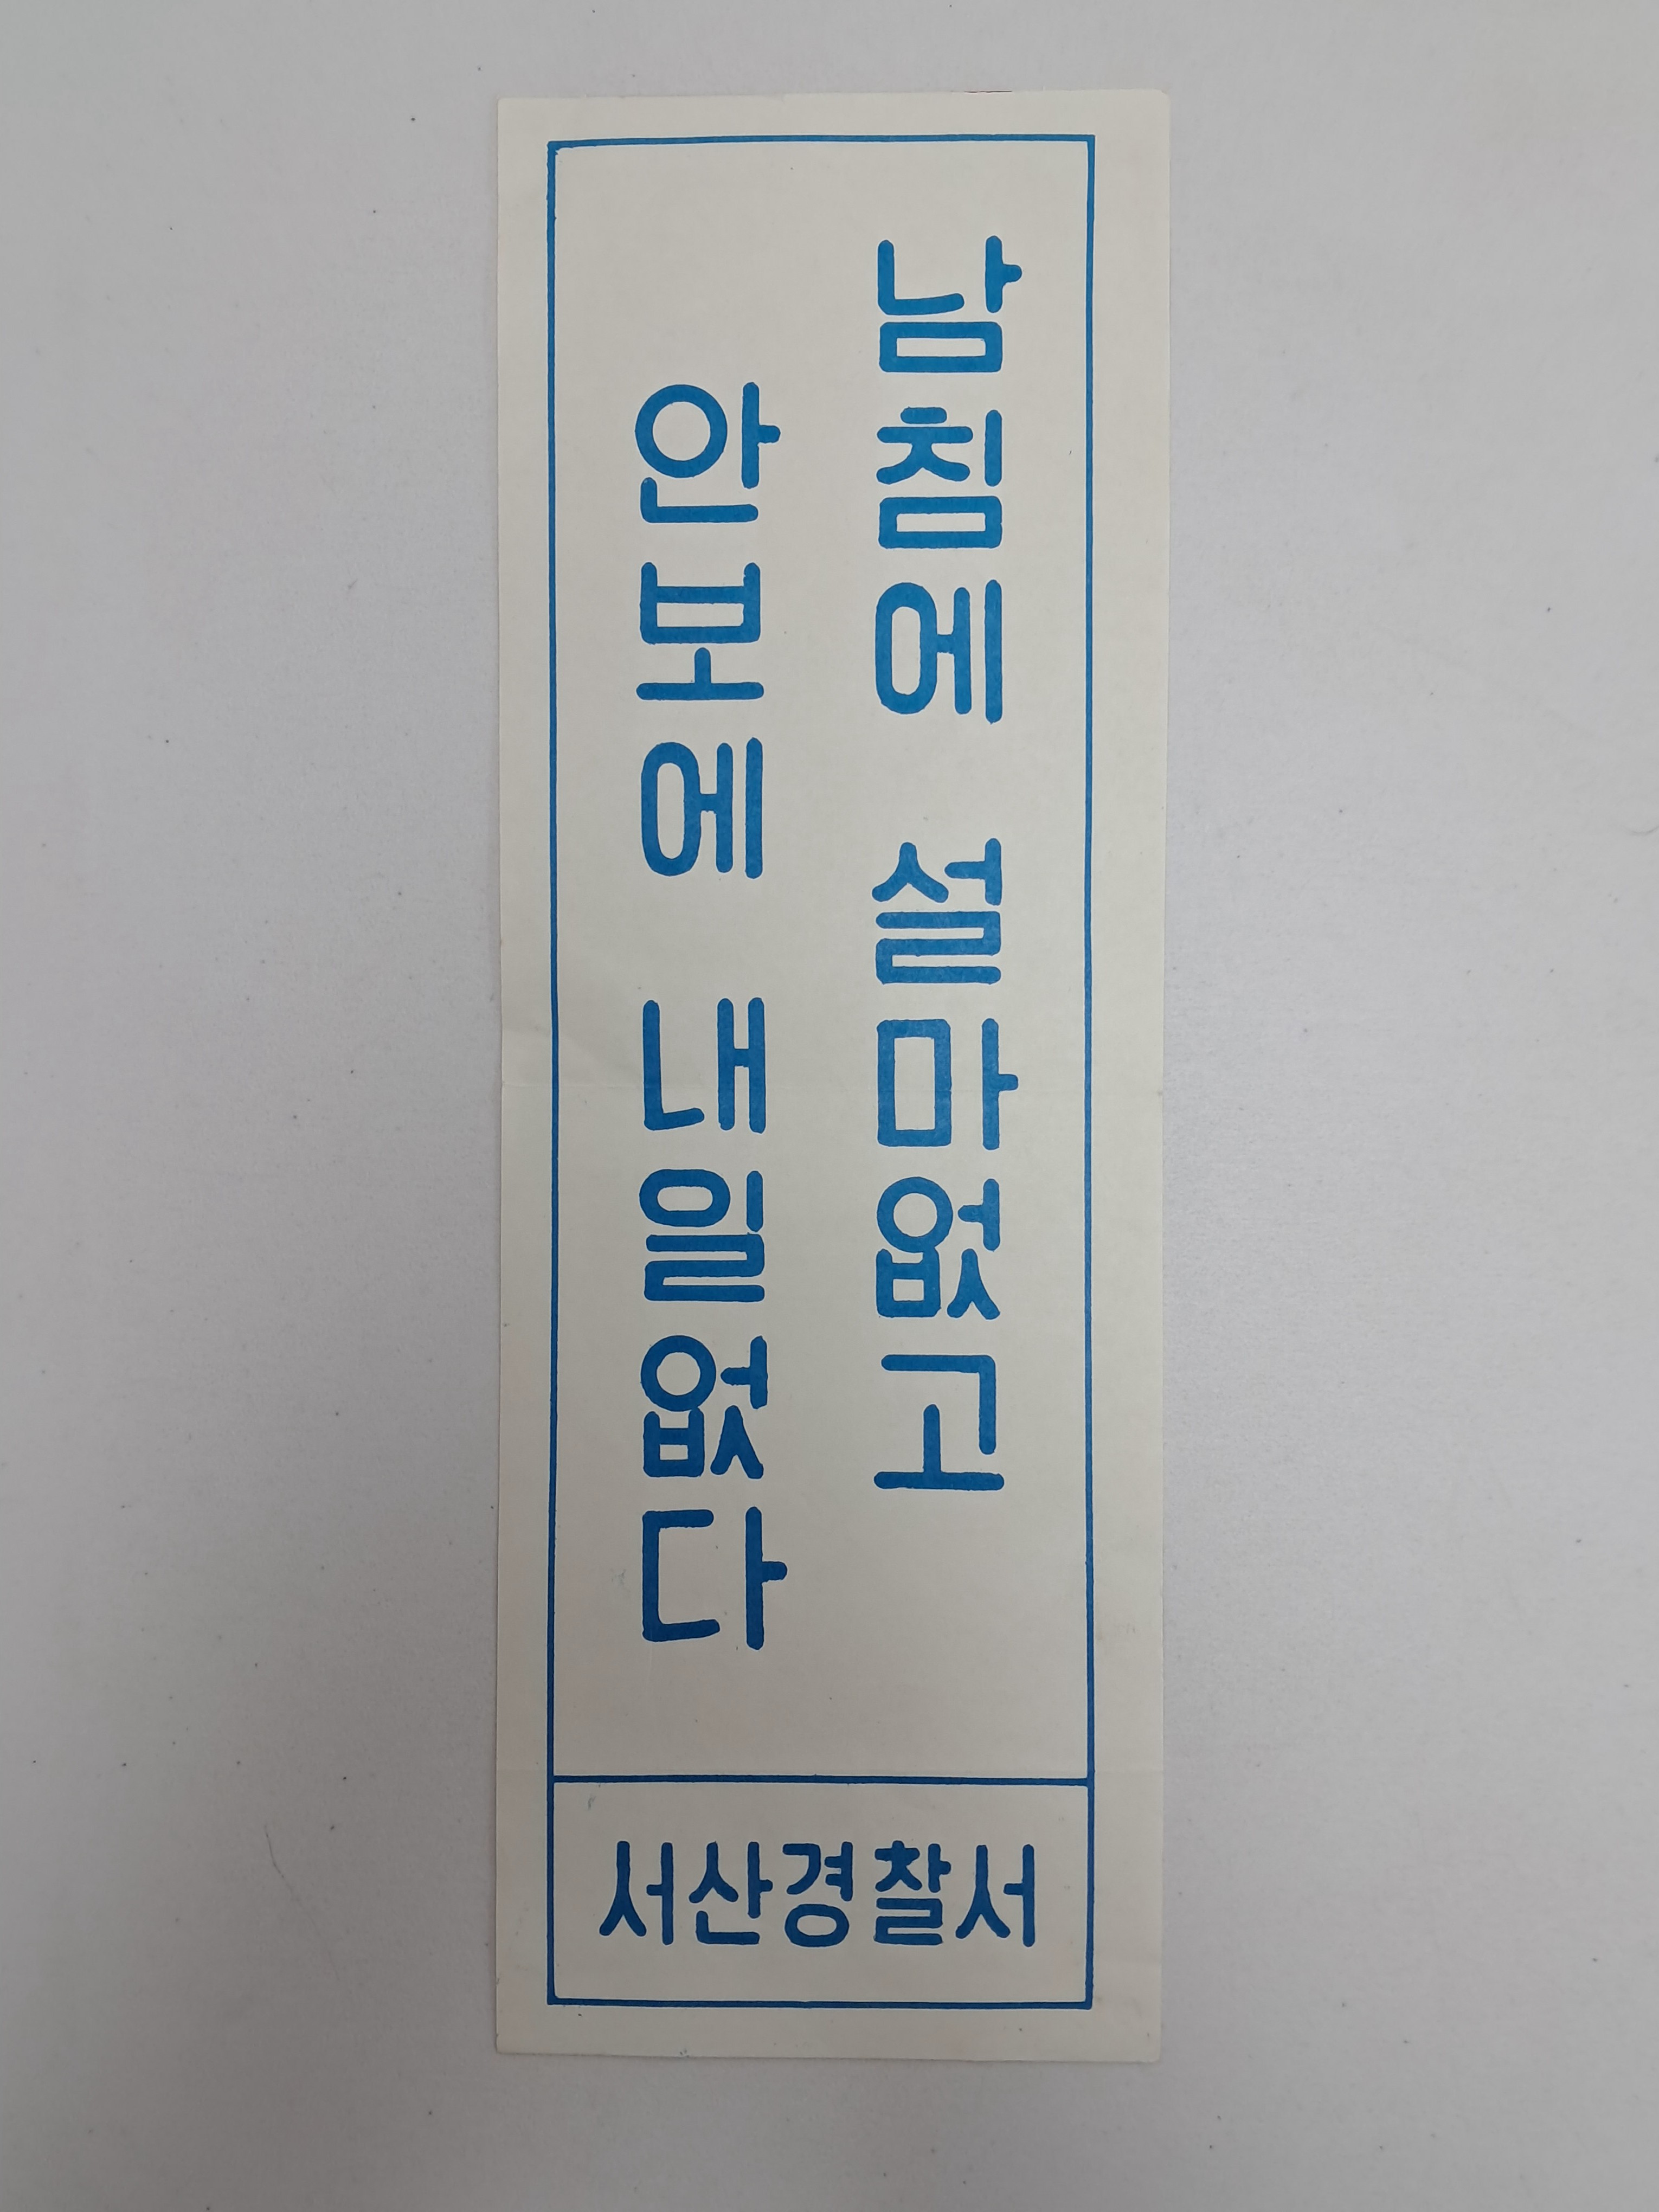 남침에 설마없고
안보에 내일없다
서산경찰서